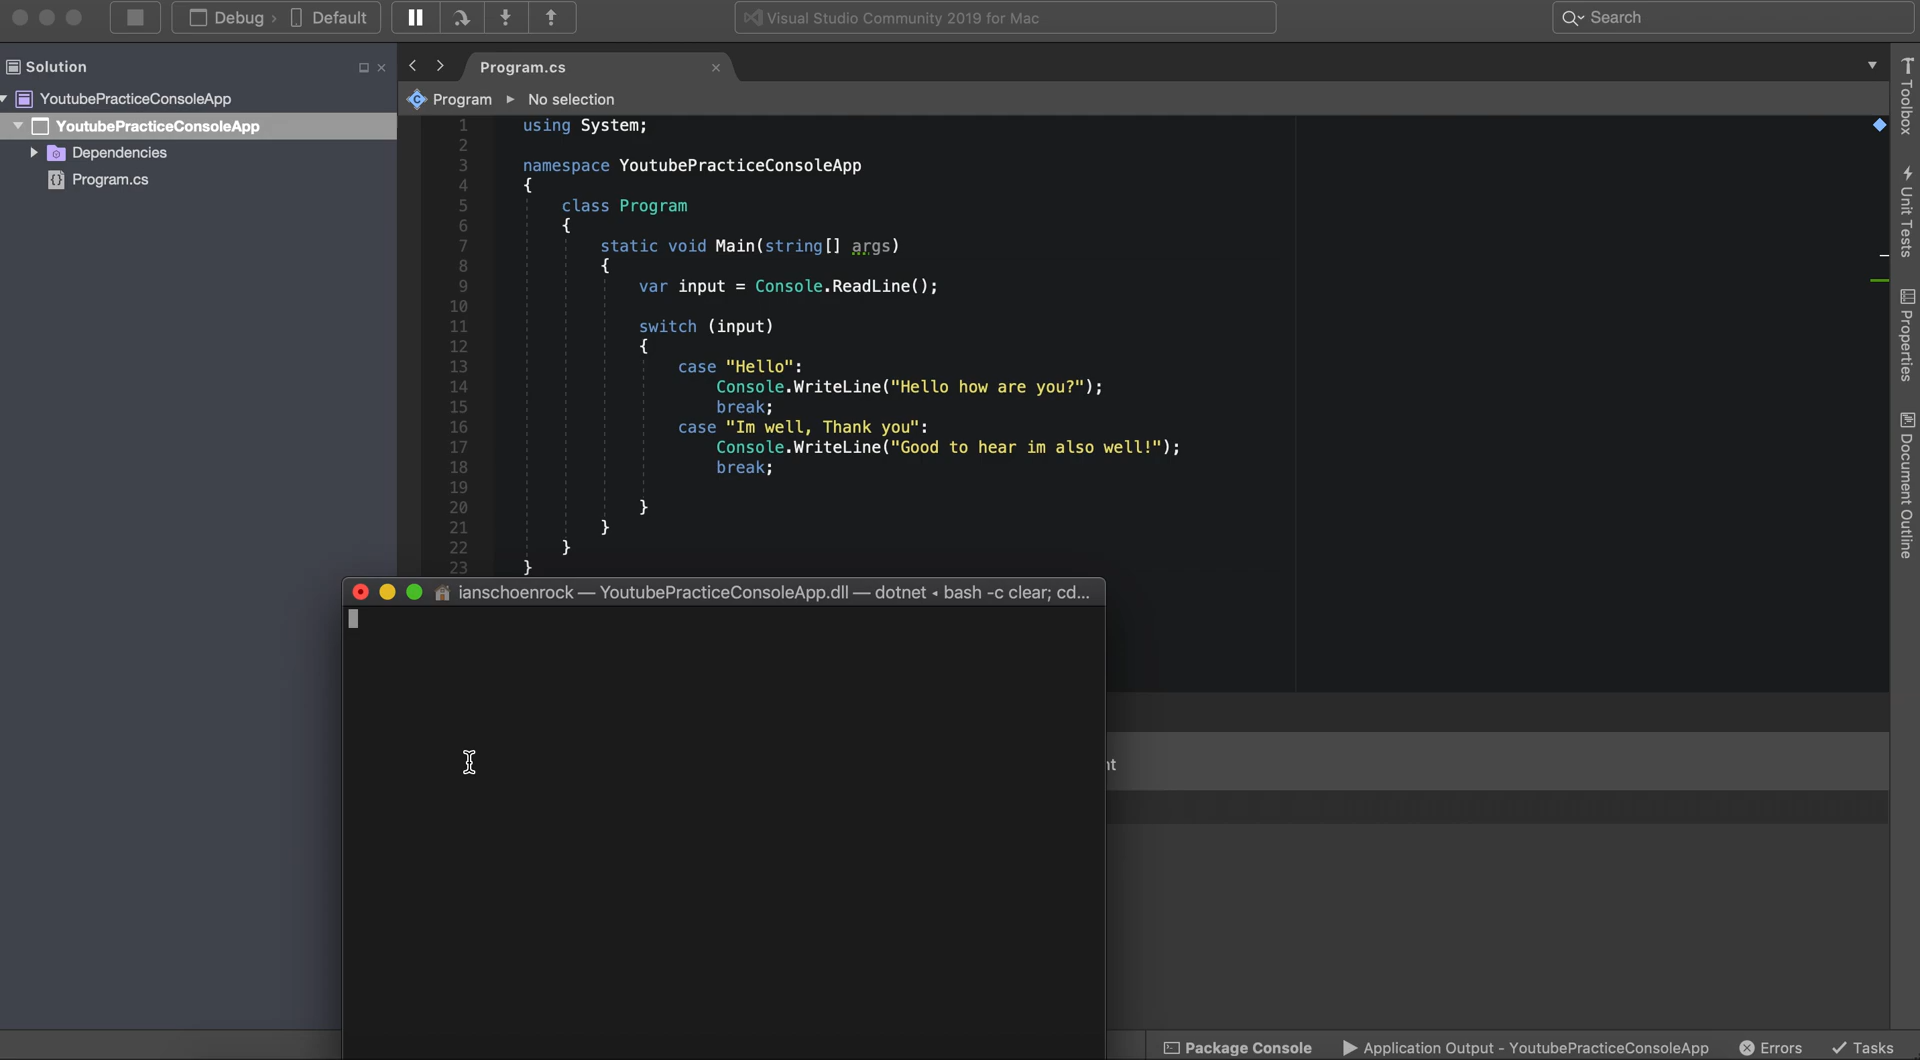 Debug › Default
Visual Studio Community 2019 for Mac
Search
Solution
YoutubePracticeConsoleApp
YoutubePracticeConsoleApp
Dependencies
Program.cs
Program.cs
Program ▸ No selection
1 using System;
2
3 namespace YoutubePracticeConsoleApp
4 {
5 class Program
6 {
7 static void Main(string[] args)
8 {
9 var input = Console.ReadLine();
10
11 switch (input)
12 {
13 case "Hello":
14 Console.WriteLine("Hello how are you?");
15 break;
16 case "Im well, Thank you":
17 Console.WriteLine("Good to hear im also well!");
18 break;
19
20 }
21 }
22 }
23 }
Toolbox
Unit Tests
Properties
Document Outline
ianschoenrock — YoutubePracticeConsoleApp.dll — dotnet ◂ bash -c clear; cd...
Package Console
Application Output - YoutubePracticeConsoleApp
Errors
Tasks